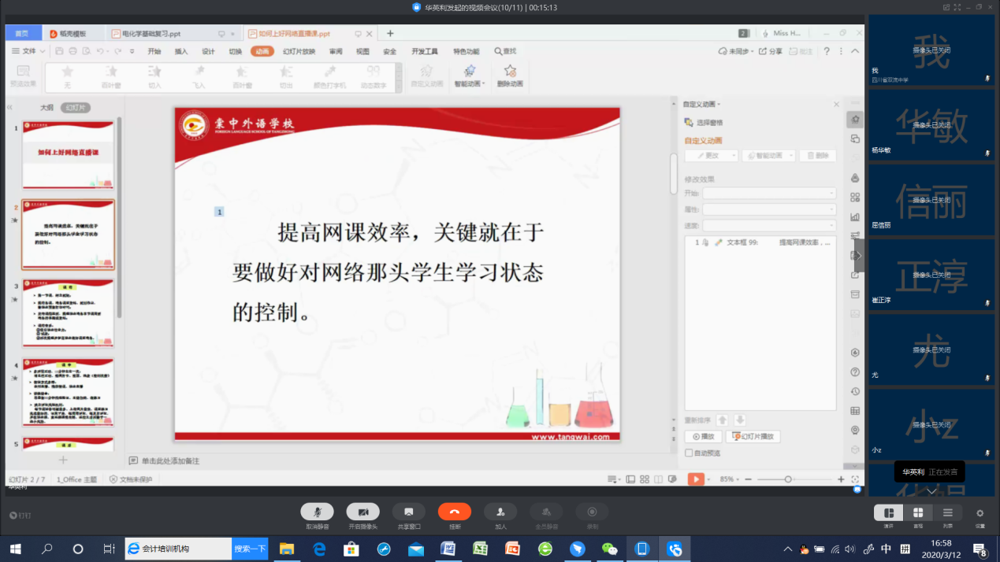 华英利发起的视频会议(10/11) | 00:15:13
首页
稻壳模板
电化学基础复习.ppt
如何上好网络直播课.ppt
2
Miss H...
文件
开始
插入
设计
切换
动画
幻灯片放映
审阅
视图
安全
开发工具
特色功能
查找
未同步
分享
批注
预览效果
无
百叶窗
切入
飞入
百叶窗
切出
颜色打字机
动态数字
自定义动画
智能动画
删除动画
大纲
幻灯片
1
如何上好网络直播课
2
提高网课效率，关键就在于
要做好对网络那头学生学习状态
的控制。
3
4
5
棠中外语学校
FOREIGN LANGUAGE SCHOOL OF TANGZHONG
1
提高网课效率，关键就在于
要做好对网络那头学生学习状态
的控制。
www.tangwai.com
单击此处添加备注
自定义动画
选择窗格
自定义动画
更改
智能动画
删除
修改效果
开始:
属性:
速度:
1
文本框 99:
提高网课效率，...
重新排序
播放
幻灯片播放
自动预览
幻灯片 2 / 7
1_Office 主题
文档未保护
85%
华英利
我
摄像头已关闭
我
四川省双流中学
华敏
摄像头已关闭
杨华敏
信丽
摄像头已关闭
屈信丽
正淳
摄像头已关闭
崔正淳
尤
摄像头已关闭
尤
小z
摄像头已关闭
小z
华英利 正在发言
钉钉
取消静音
开启摄像头
共享窗口
挂断
加人
全员静音
录制
演讲
宫格
列表
设置
会计培训机构
搜索一下
中
拼
16:58
2020/3/12
8